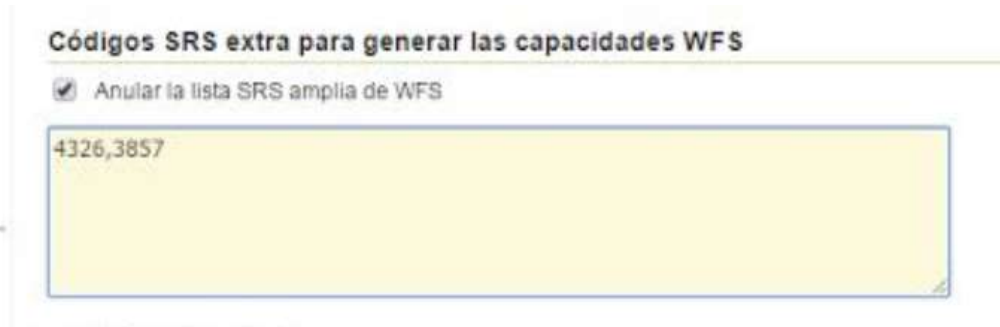 Códigos SRS extra para generar las capacidades WFS
Anular la lista SRS amplia de WFS
4326,3857